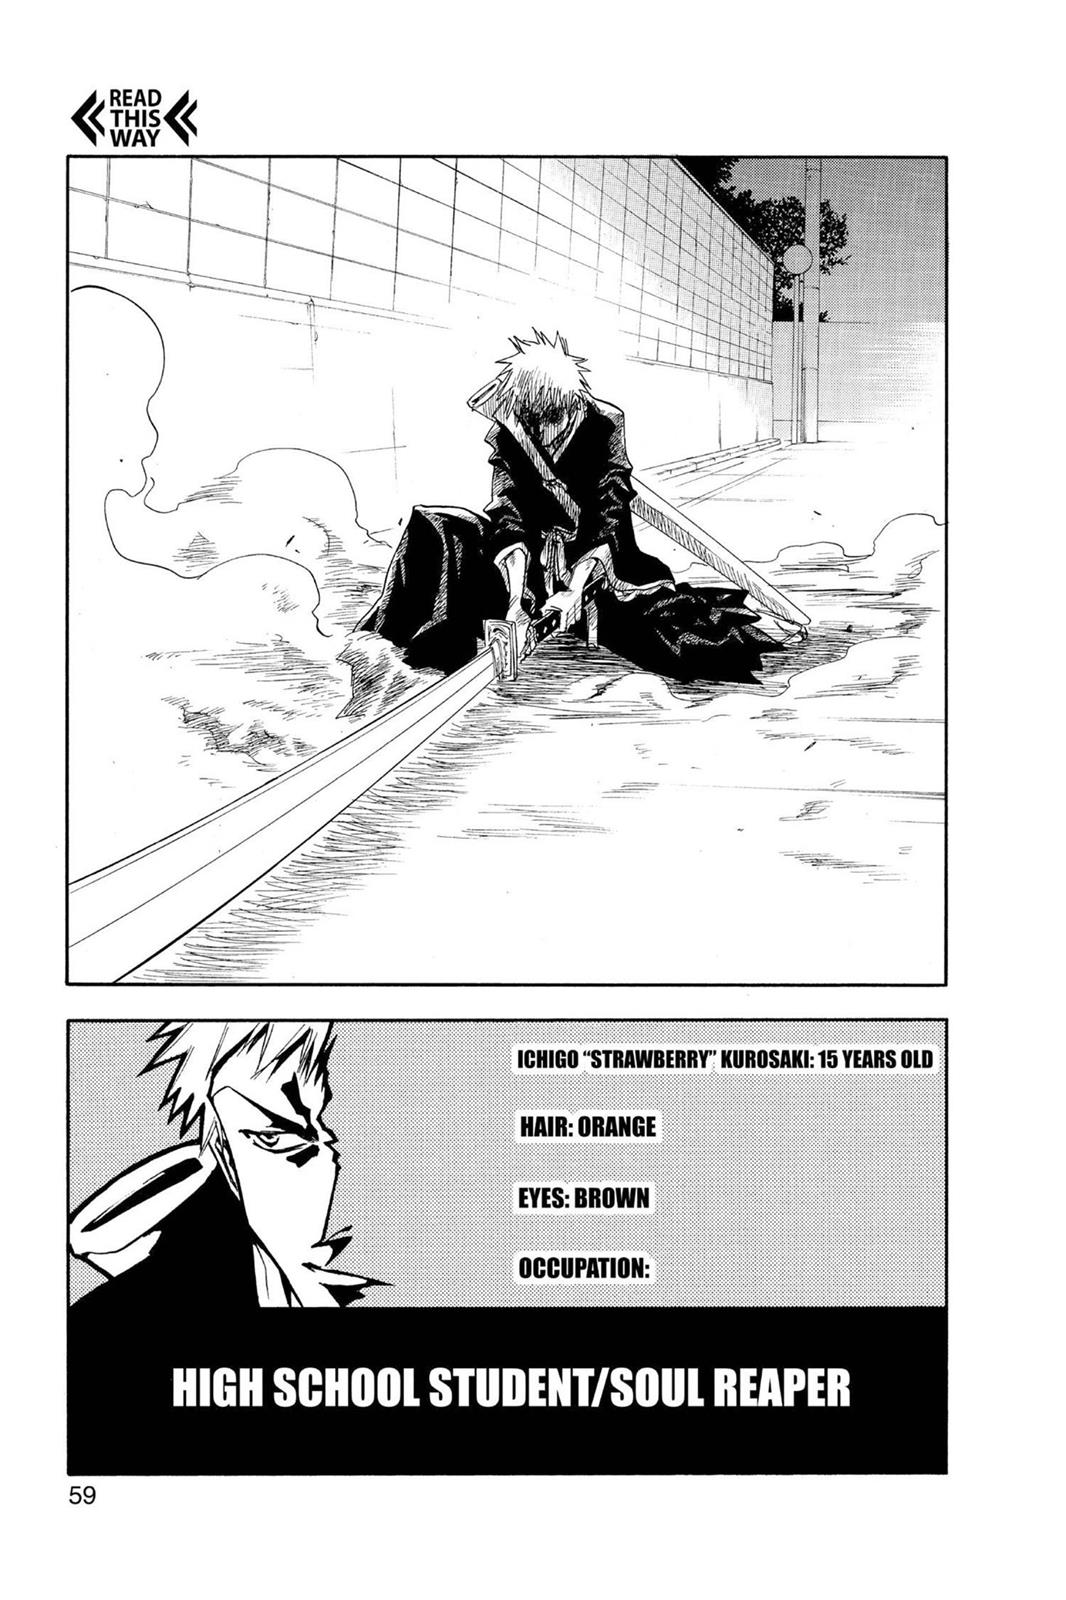 READ
THIS
WAY
ICHIGO “STRAWBERRY” KUROSAKI: 15 YEARS OLD
HAIR: ORANGE
EYES: BROWN
OCCUPATION:
HIGH SCHOOL STUDENT/SOUL REAPER
59